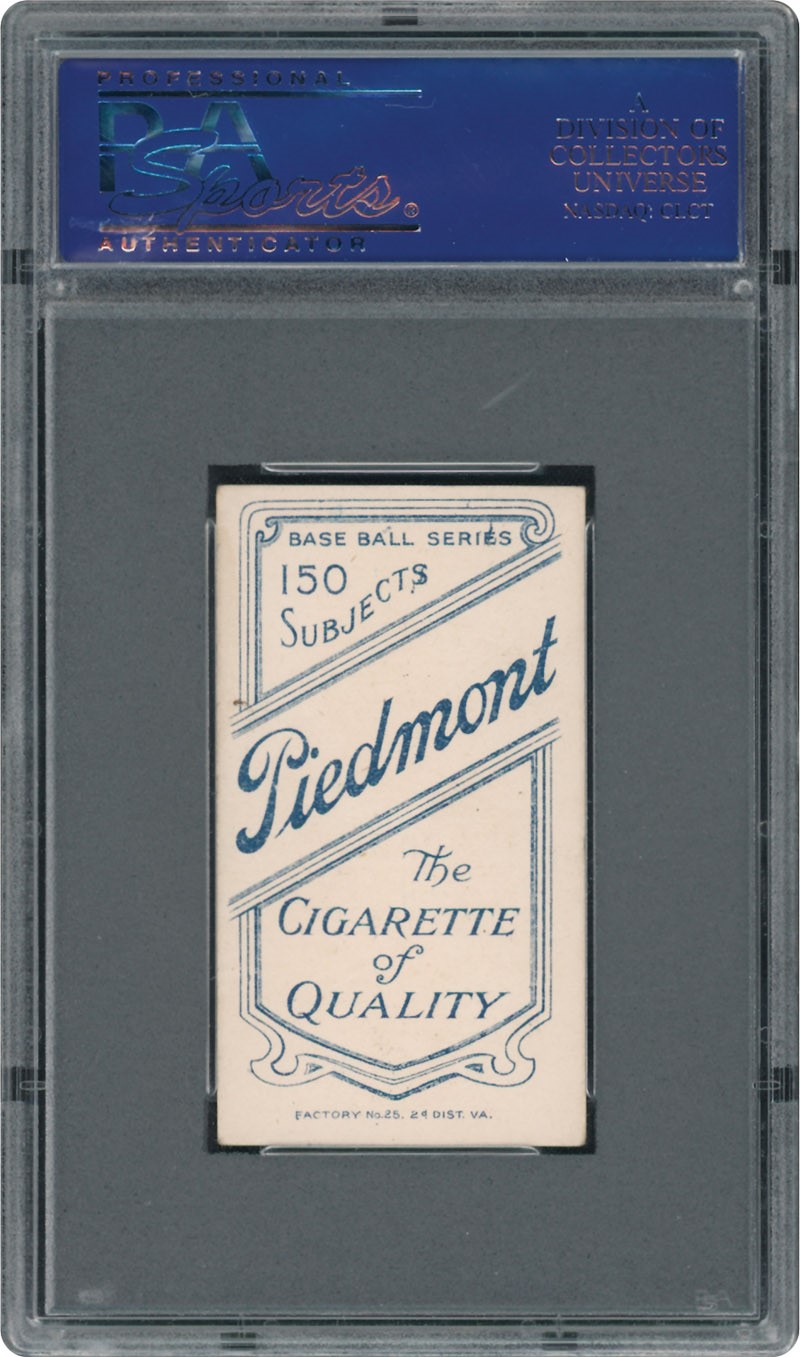 PROFESSIONAL
PSA
Sports®
AUTHENTICATOR
A
DIVISION OF
COLLECTORS
UNIVERSE
NASDAQ: CLCT
BASE BALL SERIES
150
SUBJECTS
Piedmont
The
CIGARETTE
of
QUALITY
FACTORY No.25. 2d DIST. VA.
PSA